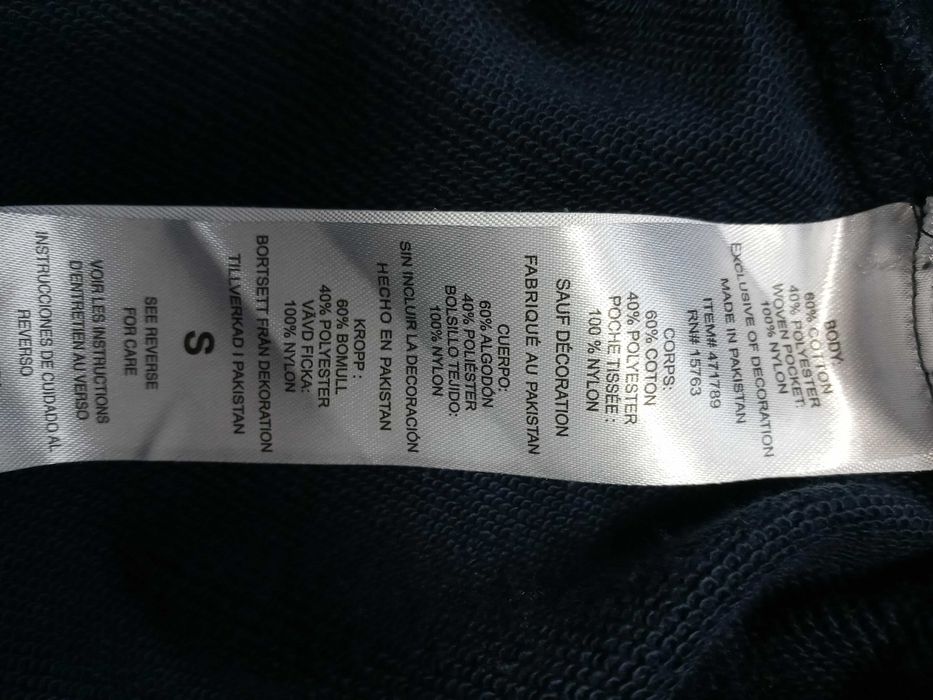 BODY:
60% COTTON
40% POLYESTER
WOVEN POCKET:
100% NYLON
EXCLUSIVE OF DECORATION
MADE IN PAKISTAN
ITEM# 471789
RN# 15763
CORPS:
60% COTON
40% POLYESTER
POCHE TISSÉE :
100 % NYLON
SAUF DÉCORATION
FABRIQUÉ AU PAKISTAN
CUERPO:
60% ALGODÓN
40% POLIÉSTER
BOLSILLO TEJIDO:
100% NYLON
SIN INCLUIR LA DECORACIÓN
HECHO EN PAKISTAN
KROPP :
60% BOMULL
40% POLYESTER
VÄVD FICKA:
100% NYLON
BORTSETT FRÅN DEKORATION
TILLVERKAD I PAKISTAN
S
SEE REVERSE
FOR CARE
VOIR LES INSTRUCTIONS
D'ENTRETIEN AU VERSO
INSTRUCCIONES DE CUIDADO AL
REVERSO